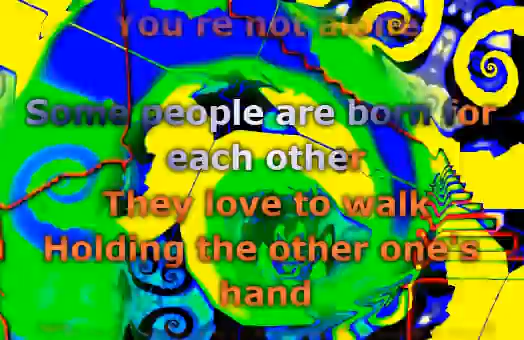 You're not alone
Some people are born for
each other
They love to walk
Holding the other one's
hand